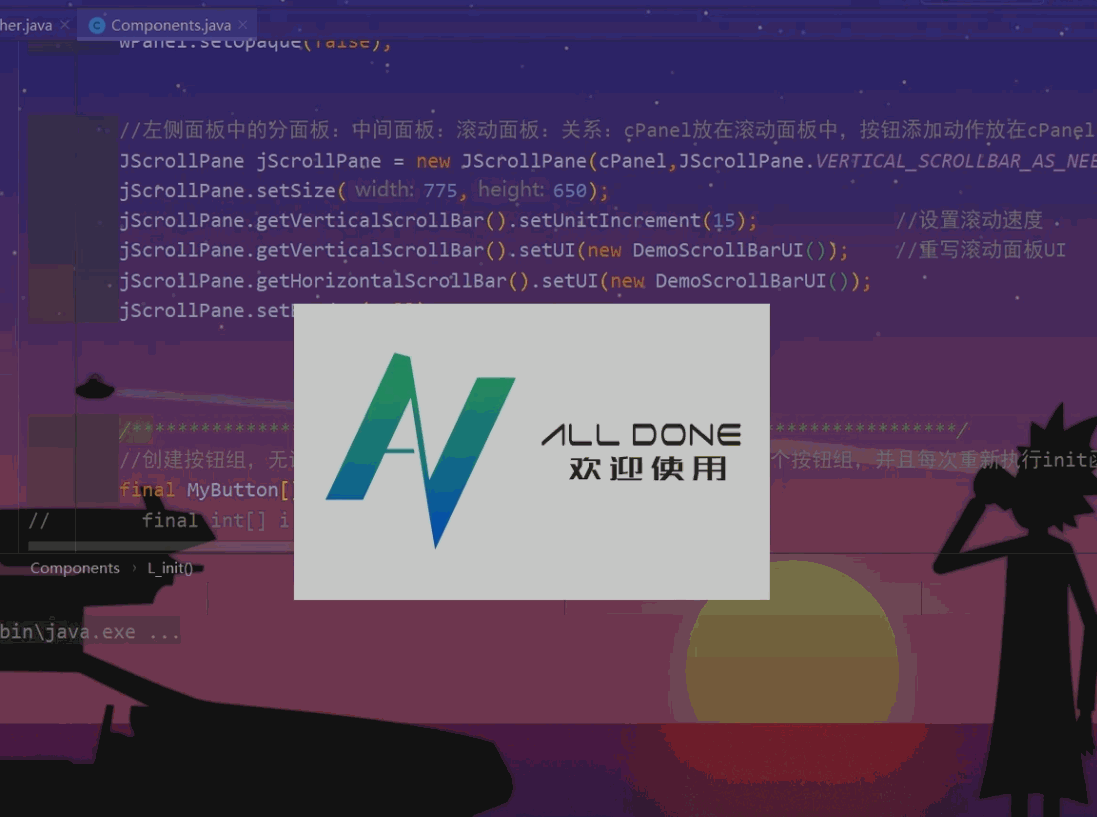 her.java × Components.java ×
wPanel.setOpaque(false);
//左侧面板中的分面板：中间面板：滚动面板：关系：cPanel放在滚动面板中，按钮添加动作放在cPanel
JScrollPane jScrollPane = new JScrollPane(cPanel,JScrollPane.VERTICAL_SCROLLBAR_AS_NEE
jScrollPane.setSize( width: 775, height: 650);
jScrollPane.getVerticalScrollBar().setUnitIncrement(15); //设置滚动速度
jScrollPane.getVerticalScrollBar().setUI(new DemoScrollBarUI()); //重写滚动面板UI
jScrollPane.getHorizontalScrollBar().setUI(new DemoScrollBarUI());
jScrollPane.set
ALL DONE
欢迎使用
//创建按钮组，无 个按钮组，并且每次重新执行init
final MyButton[
// final int[] i
Components › L_init()
bin\java.exe ...